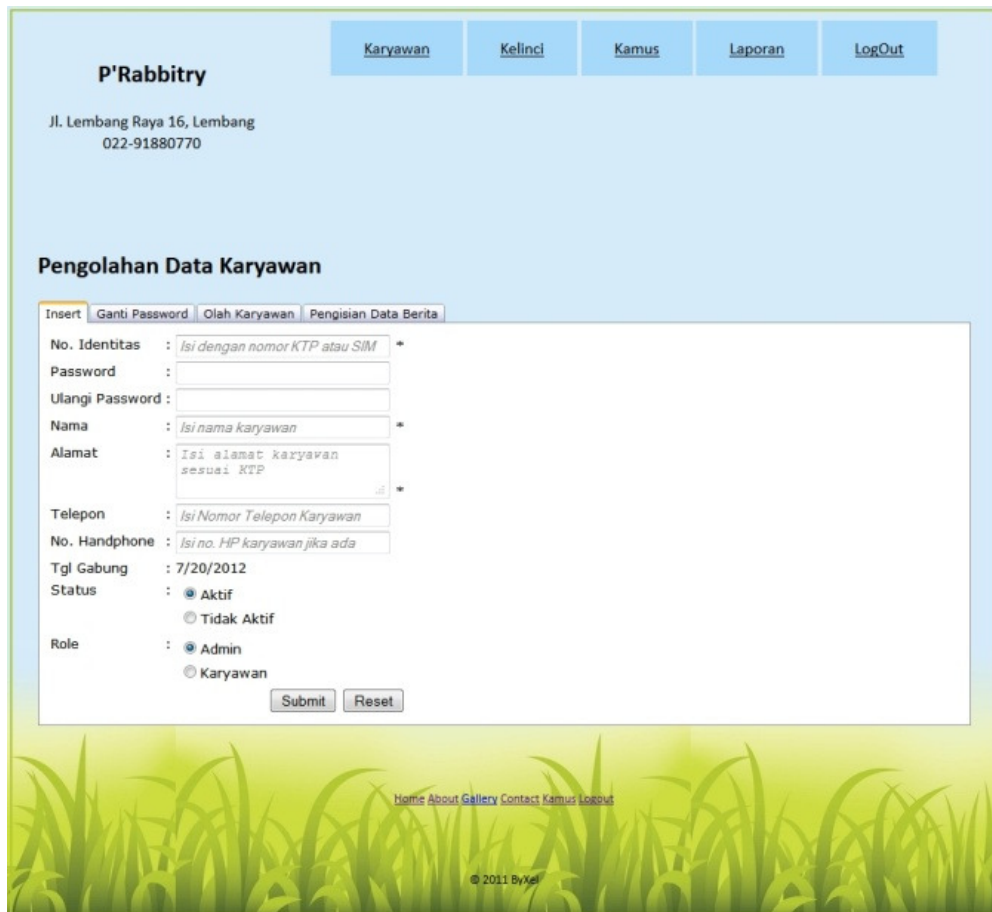 Karyawan Kelinci Kamus Laporan LogOut
P'Rabbitry
Jl. Lembang Raya 16, Lembang
022-91880770
Pengolahan Data Karyawan
Insert Ganti Password Olah Karyawan Pengisian Data Berita
No. Identitas : Isi dengan nomor KTP atau SIM *
Password :
Ulangi Password :
Nama : Isi nama karyawan *
Alamat : Isi alamat karyawan
sesuai KTP
*
Telepon : Isi Nomor Telepon Karyawan
No. Handphone : Isi no. HP karyawan jika ada
Tgl Gabung : 7/20/2012
Status : Aktif
Tidak Aktif
Role : Admin
Karyawan
Submit Reset
Home About Gallery Contact Kamus Logout
© 2011 ByXel